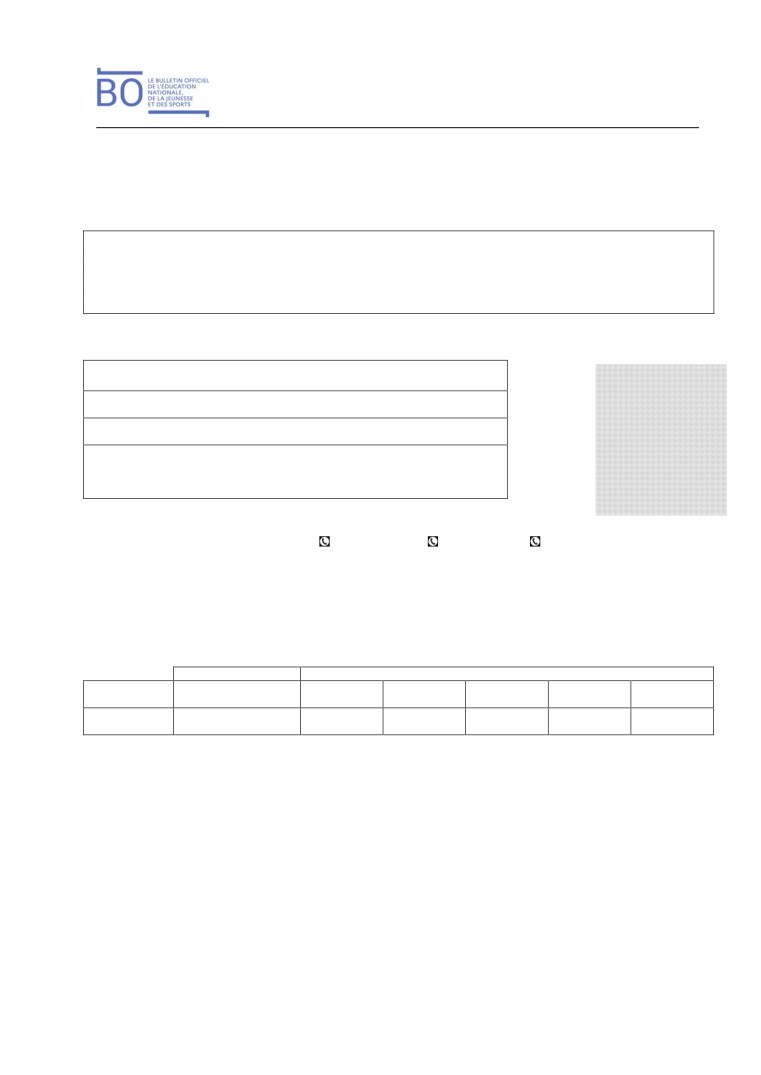 BO
LE BULLETIN OFFICIEL
DE L'ÉDUCATION
NATIONALE,
DE LA JEUNESSE
ET DES SPORTS